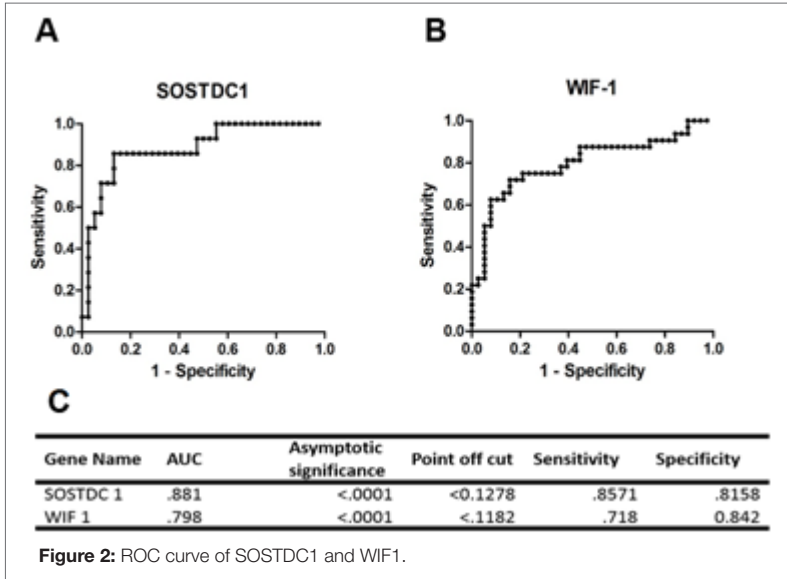 A
B
SOSTDC1
WIF-1
1.0
0.8
0.6
0.4
0.2
0.0
Sensitivity
0.0 0.2 0.4 0.6 0.8 1.0
1 - Specificity
1.0
0.8
0.6
0.4
0.2
0.0
Sensitivity
0.0 0.2 0.4 0.6 0.8 1.0
1 - Specificity
C
Gene Name AUC Asymptotic significance Point off cut Sensitivity Specificity
SOSTDC 1 .881 <.0001 <0.1278 .8571 .8158
WIF 1 .798 <.0001 <.1182 .718 0.842
Figure 2: ROC curve of SOSTDC1 and WIF1.